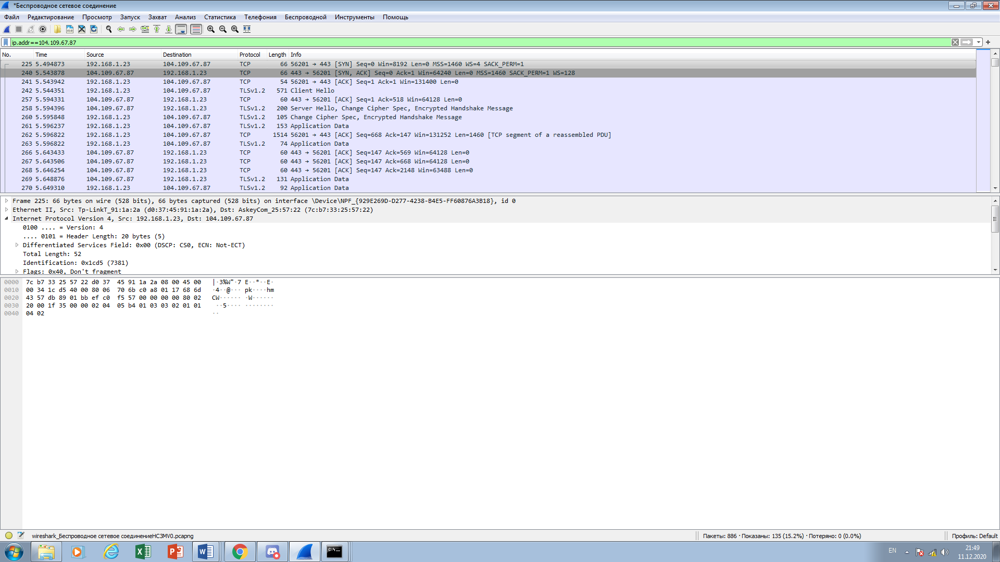 *Беспроводное сетевое соединение
Файл Редактирование Просмотр Запуск Захват Анализ Статистика Телефония Беспроводной Инструменты Помощь
ip.addr==104.109.67.87
No. Time Source Destination Protocol Length Info
225 5.494873 192.168.1.23 104.109.67.87 TCP 66 56201 → 443 [SYN] Seq=0 Win=8192 Len=0 MSS=1460 WS=4 SACK_PERM=1
240 5.543878 104.109.67.87 192.168.1.23 TCP 66 443 → 56201 [SYN, ACK] Seq=0 Ack=1 Win=64240 Len=0 MSS=1460 SACK_PERM=1 WS=128
241 5.543942 192.168.1.23 104.109.67.87 TCP 54 56201 → 443 [ACK] Seq=1 Ack=1 Win=131400 Len=0
242 5.544351 192.168.1.23 104.109.67.87 TLSv1.2 571 Client Hello
257 5.594331 104.109.67.87 192.168.1.23 TCP 60 443 → 56201 [ACK] Seq=1 Ack=518 Win=64128 Len=0
258 5.594396 104.109.67.87 192.168.1.23 TLSv1.2 200 Server Hello, Change Cipher Spec, Encrypted Handshake Message
260 5.595848 192.168.1.23 104.109.67.87 TLSv1.2 105 Change Cipher Spec, Encrypted Handshake Message
261 5.596237 192.168.1.23 104.109.67.87 TLSv1.2 153 Application Data
262 5.596822 192.168.1.23 104.109.67.87 TCP 1514 56201 → 443 [ACK] Seq=668 Ack=147 Win=131252 Len=1460 [TCP segment of a reassembled PDU]
263 5.596822 192.168.1.23 104.109.67.87 TLSv1.2 74 Application Data
266 5.643433 104.109.67.87 192.168.1.23 TCP 60 443 → 56201 [ACK] Seq=147 Ack=569 Win=64128 Len=0
267 5.643506 104.109.67.87 192.168.1.23 TCP 60 443 → 56201 [ACK] Seq=147 Ack=668 Win=64128 Len=0
268 5.646254 104.109.67.87 192.168.1.23 TCP 60 443 → 56201 [ACK] Seq=147 Ack=2148 Win=63488 Len=0
269 5.648876 104.109.67.87 192.168.1.23 TLSv1.2 131 Application Data
270 5.649310 192.168.1.23 104.109.67.87 TLSv1.2 92 Application Data
Frame 225: 66 bytes on wire (528 bits), 66 bytes captured (528 bits) on interface \Device\NPF_{929E269D-D277-4238-B4E5-FF60876A3B18}, id 0
Ethernet II, Src: Tp-LinkT_91:1a:2a (d0:37:45:91:1a:2a), Dst: AskeyCom_25:57:22 (7c:b7:33:25:57:22)
Internet Protocol Version 4, Src: 192.168.1.23, Dst: 104.109.67.87
0100 .... = Version: 4
.... 0101 = Header Length: 20 bytes (5)
Differentiated Services Field: 0x00 (DSCP: CS0, ECN: Not-ECT)
Total Length: 52
Identification: 0x1cd5 (7381)
Flags: 0x40, Don't fragment
0000 7c b7 33 25 57 22 d0 37 45 91 1a 2a 08 00 45 00 |·3%W"·7 E··*··E·
0010 00 34 1c d5 40 00 80 06 70 6b c0 a8 01 17 68 6d ·4··@··· pk····hm
0020 43 57 db 89 01 bb ef c0 f5 57 00 00 00 00 80 02 CW······ ·W······
0030 20 00 1f 35 00 00 02 04 05 b4 01 03 03 02 01 01 ··5···· ········
0040 04 02 ··
wireshark_Беспроводное сетевое соединениеHC3MV0.pcapng
Пакеты: 886 · Показаны: 135 (15.2%) · Потеряно: 0 (0.0%)
Профиль: Default
EN
21:49
11.12.2020